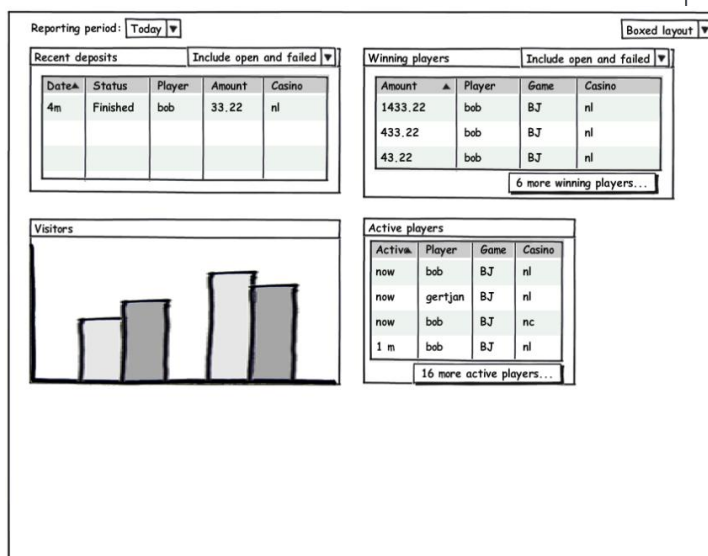 Reporting period: Today
Boxed layout
Recent deposits Include open and failed
Date Status Player Amount Casino
4m Finished bob 33.22 nl
Winning players Include open and failed
Amount Player Game Casino
1433.22 bob BJ nl
433.22 bob BJ nl
43.22 bob BJ nl
6 more winning players...
Visitors
Active players
Active Player Game Casino
now bob BJ nl
now gertjan BJ nl
now bob BJ nc
1 m bob BJ nl
16 more active players...